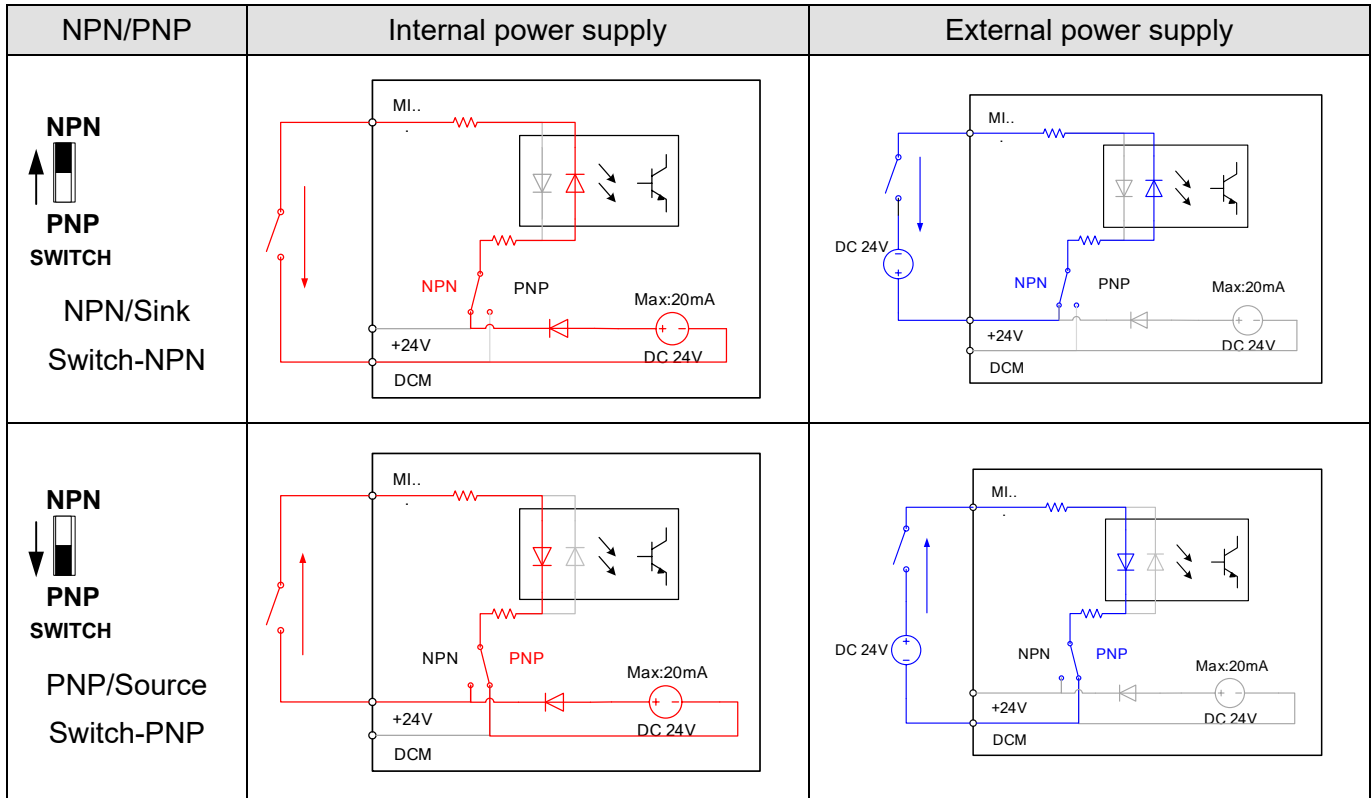 NPN/PNP
Internal power supply
External power supply
NPN
PNP
SWITCH
NPN/Sink
Switch-NPN
MI..
.
NPN
PNP
Max:20mA
+ -
+24V
DC 24V
DCM
MI..
.
DC 24V
-
+
NPN
PNP
Max:20mA
+ -
+24V
DC 24V
DCM
NPN
PNP
SWITCH
PNP/Source
Switch-PNP
MI..
.
NPN
PNP
Max:20mA
+ -
+24V
DC 24V
DCM
MI..
.
DC 24V
+
-
NPN
PNP
Max:20mA
+ -
+24V
DC 24V
DCM